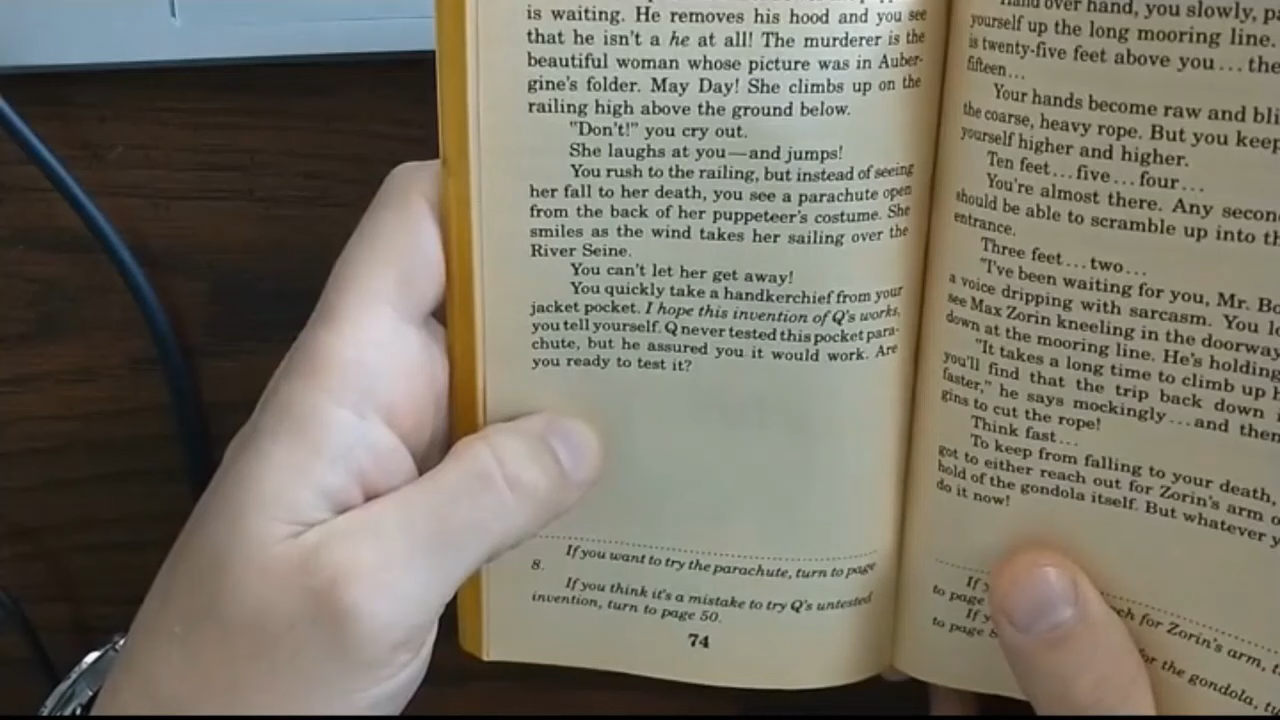 is waiting. He removes his hood and you see
that he isn't a he at all! The murderer is the
beautiful woman whose picture was in Auber-
gine's folder. May Day! She climbs up on the
railing high above the ground below.
"Don't!" you cry out.
She laughs at you—and jumps!
You rush to the railing, but instead of seeing
her fall to her death, you see a parachute open
from the back of her puppeteer's costume. She
smiles as the wind takes her sailing over the
River Seine.
You can't let her get away!
You quickly take a handkerchief from your
jacket pocket. I hope this invention of Q's works,
you tell yourself. Q never tested this pocket para-
chute, but he assured you it would work. Are
you ready to test it?
If you want to try the parachute, turn to page
8.
If you think it's a mistake to try Q's untested
invention, turn to page 50.
74
over hand, you slowly,
yourself up the long mooring line.
is twenty-five feet above you... the
fifteen...
Your hands become raw and
the coarse, heavy rope. But you keep
yourself higher and higher.
Ten feet... five... four...
You're almost there. Any
should be able to scramble up into
entrance.
Three feet... two...
"I've been waiting for you, Mr.
a voice dripping with sarcasm. You
see Max Zorin kneeling in the doorway
down at the mooring line. He's holding
"It takes a long time to climb up
you'll find that the trip back down
faster," he says mockingly... and then
gins to cut the rope!
Think fast...
To keep from falling to your death,
got to either reach out for Zorin's arm
hold of the gondola itself. But whatever
do it now!
If
for Zorin's arm,
to page
If
for the gondola,
to page